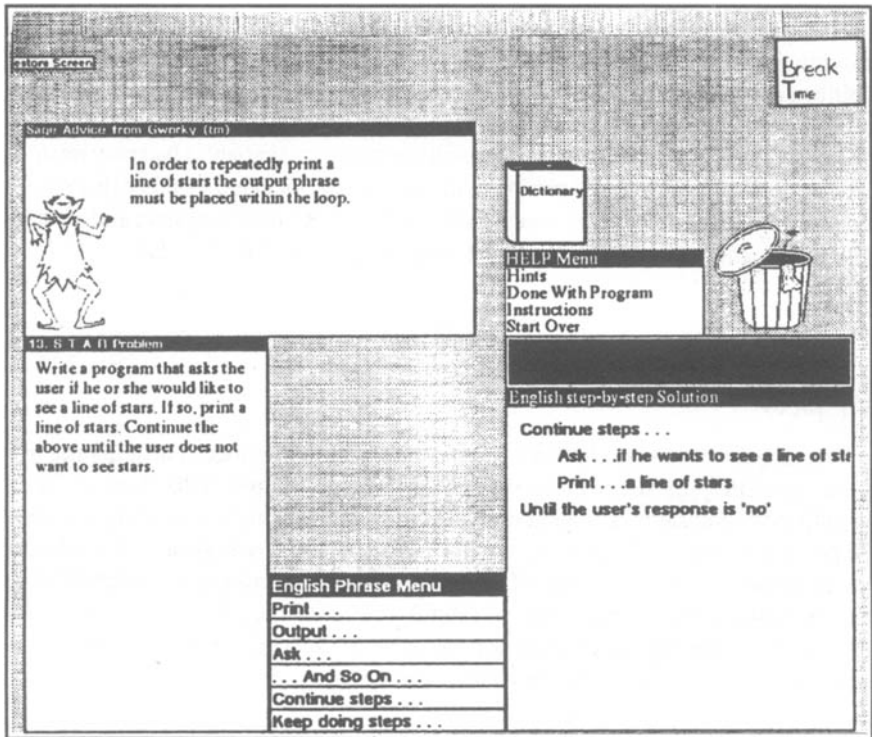 estore Screen
Break
Time
Sage Advice from Gworky (tm)
In order to repeatedly print a
line of stars the output phrase
must be placed within the loop.
Dictionary
HELP Menu
Hints
Done With Program
Instructions
Start Over
13. S T A R Problem
Write a program that asks the
user if he or she would like to
see a line of stars. If so, print a
line of stars. Continue the
above until the user does not
want to see stars.
English step-by-step Solution
Continue steps . . .
Ask . . .if he wants to see a line of star
Print . . .a line of stars
Until the user's response is 'no'
English Phrase Menu
Print . . .
Output . . .
Ask . . .
. . . And So On . . .
Continue steps . . .
Keep doing steps . . .